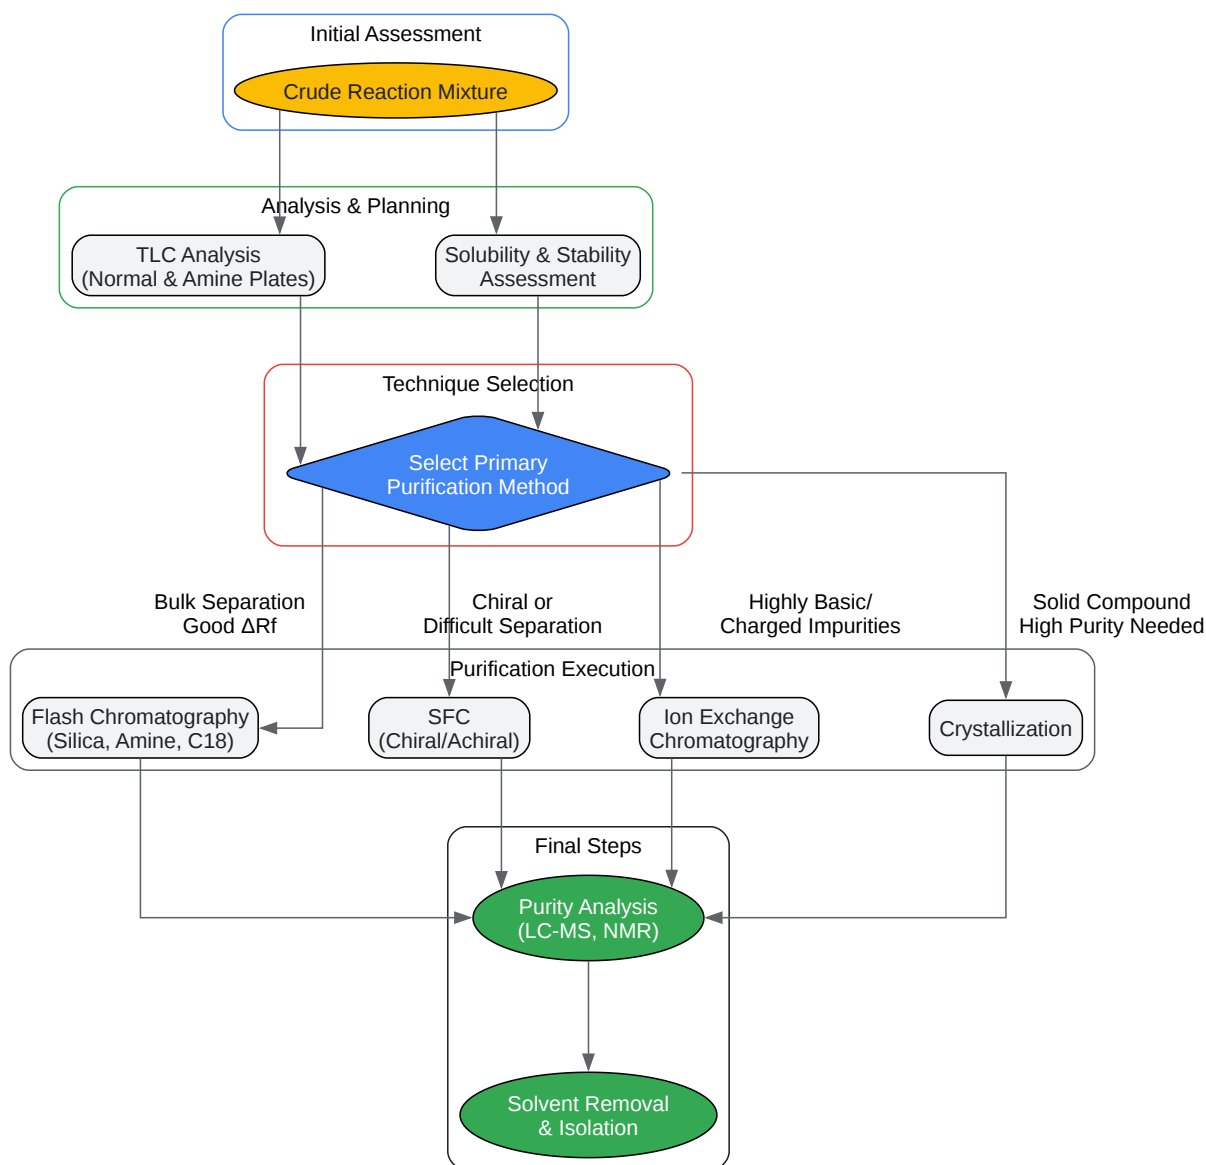 Initial Assessment
Crude Reaction Mixture
Analysis & Planning
TLC Analysis
(Normal & Amine Plates)
Solubility & Stability
Assessment
Technique Selection
Select Primary
Purification Method
Bulk Separation
Good ΔRf
Chiral or
Difficult Separation
Highly Basic/
Charged Impurities
Solid Compound
High Purity Needed
Purification Execution
Flash Chromatography
(Silica, Amine, C18)
SFC
(Chiral/Achiral)
Ion Exchange
Chromatography
Crystallization
Final Steps
Purity Analysis
(LC-MS, NMR)
Solvent Removal
& Isolation